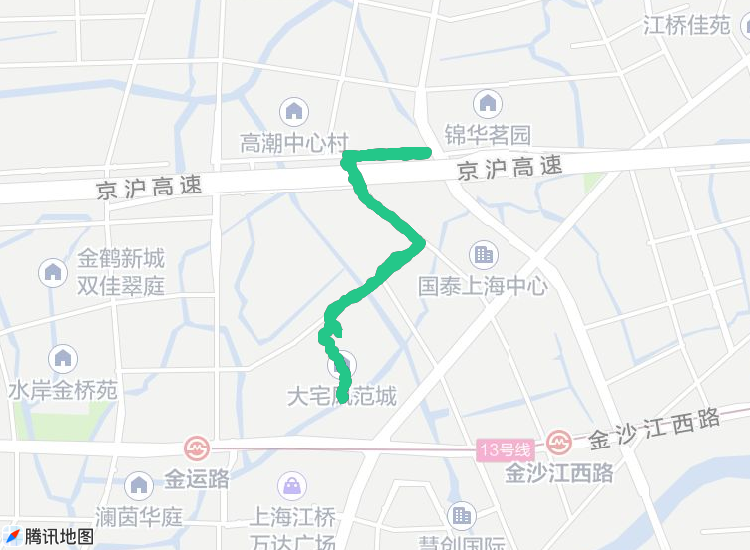 江桥佳苑
高潮中心村
锦华茗园
京沪高速
京沪高速
金鹤新城
双佳翠庭
国泰上海中心
水岸金桥苑
大宅风范城
金沙江西路
13号线
金运路
金沙江西路
澜茵华庭
上海江桥
万达广场
慧创国际
腾讯地图